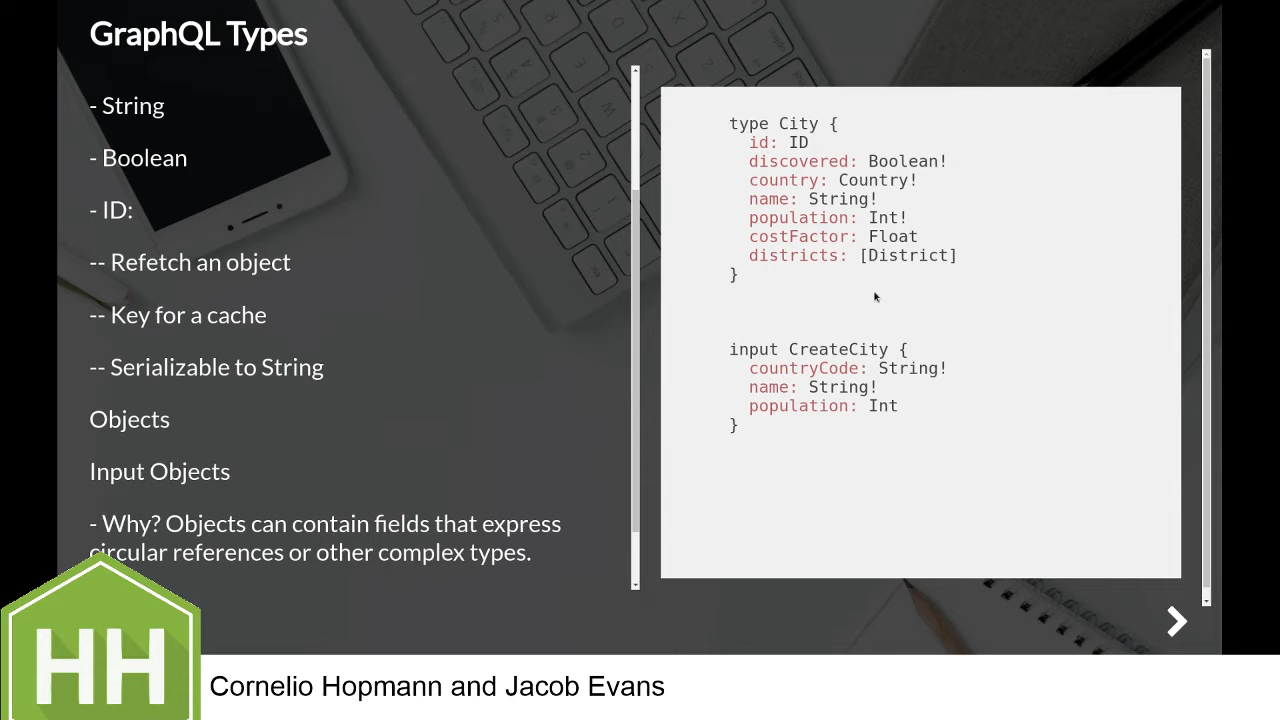 GraphQL Types
- String
- Boolean
- ID:
-- Refetch an object
-- Key for a cache
-- Serializable to String
Objects
Input Objects
- Why? Objects can contain fields that express
circular references or other complex types.
type City {
id: ID
discovered: Boolean!
country: Country!
name: String!
population: Int!
costFactor: Float
districts: [District]
}
input CreateCity {
countryCode: String!
name: String!
population: Int
}
HH
Cornelio Hopmann and Jacob Evans